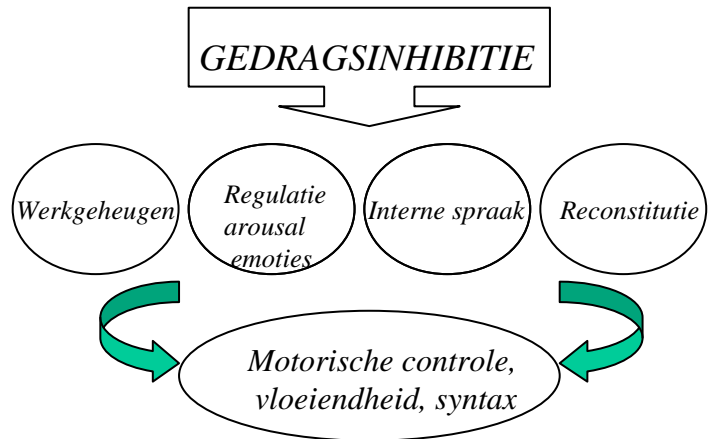 GEDRAGSINHIBITIE
Werkgeheugen
Regulatie
arousal
emoties
Interne spraak
Reconstitutie
Motorische controle,
vloeiendheid, syntax